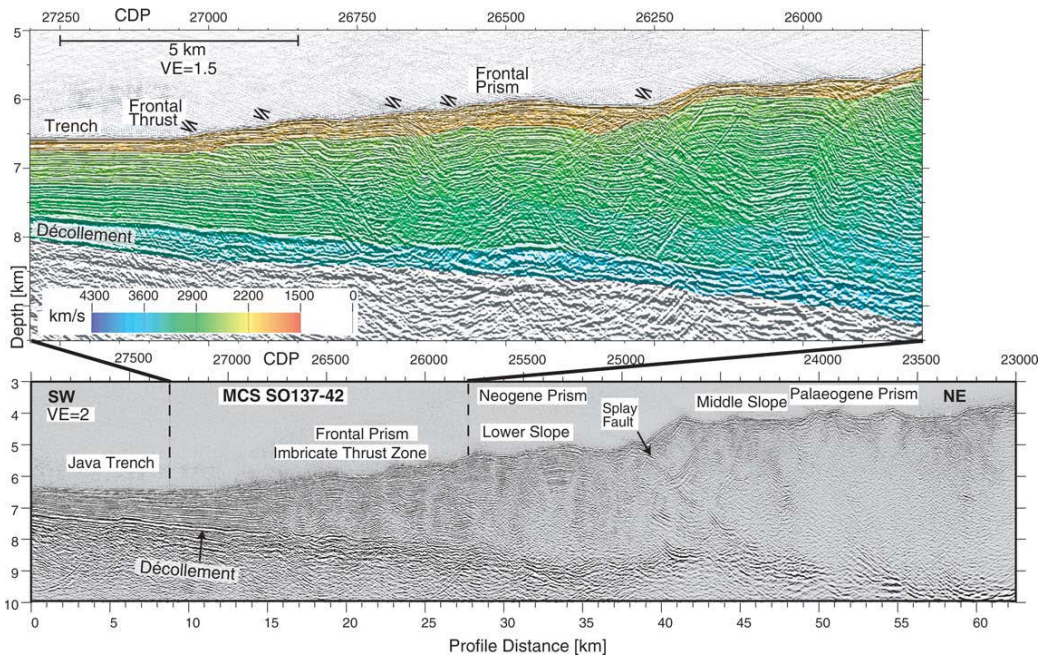 27250 CDP 27000 26750 26500 26250 26000
5
5 km
VE=1.5
Frontal
Prism
Frontal
Thrust
6
Trench
7
Décollement
8
4300 3600 2900 2200 1500 0
km/s
Depth [km]
27500 27000 CDP 26500 26000 25500 25000 24000 23500 23000
3
SW MCS SO137-42 Neogene Prism Middle Slope Palaeogene Prism NE
VE=2
Splay
Fault
4
Frontal Prism Lower Slope
5
Imbricate Thrust Zone
Java Trench
6
7
8
Décollement
9
10
0 5 10 15 20 25 30 35 40 45 50 55 60
Profile Distance [km]